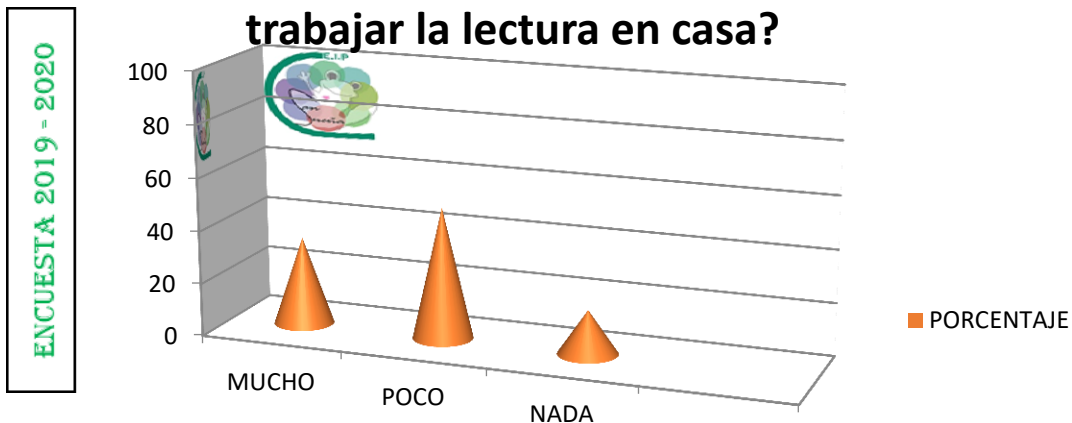 trabajar la lectura en casa?
ENCUESTA 2019 - 2020
C.E.I.P
100
80
60
40
20
0
MUCHO
POCO
NADA
PORCENTAJE